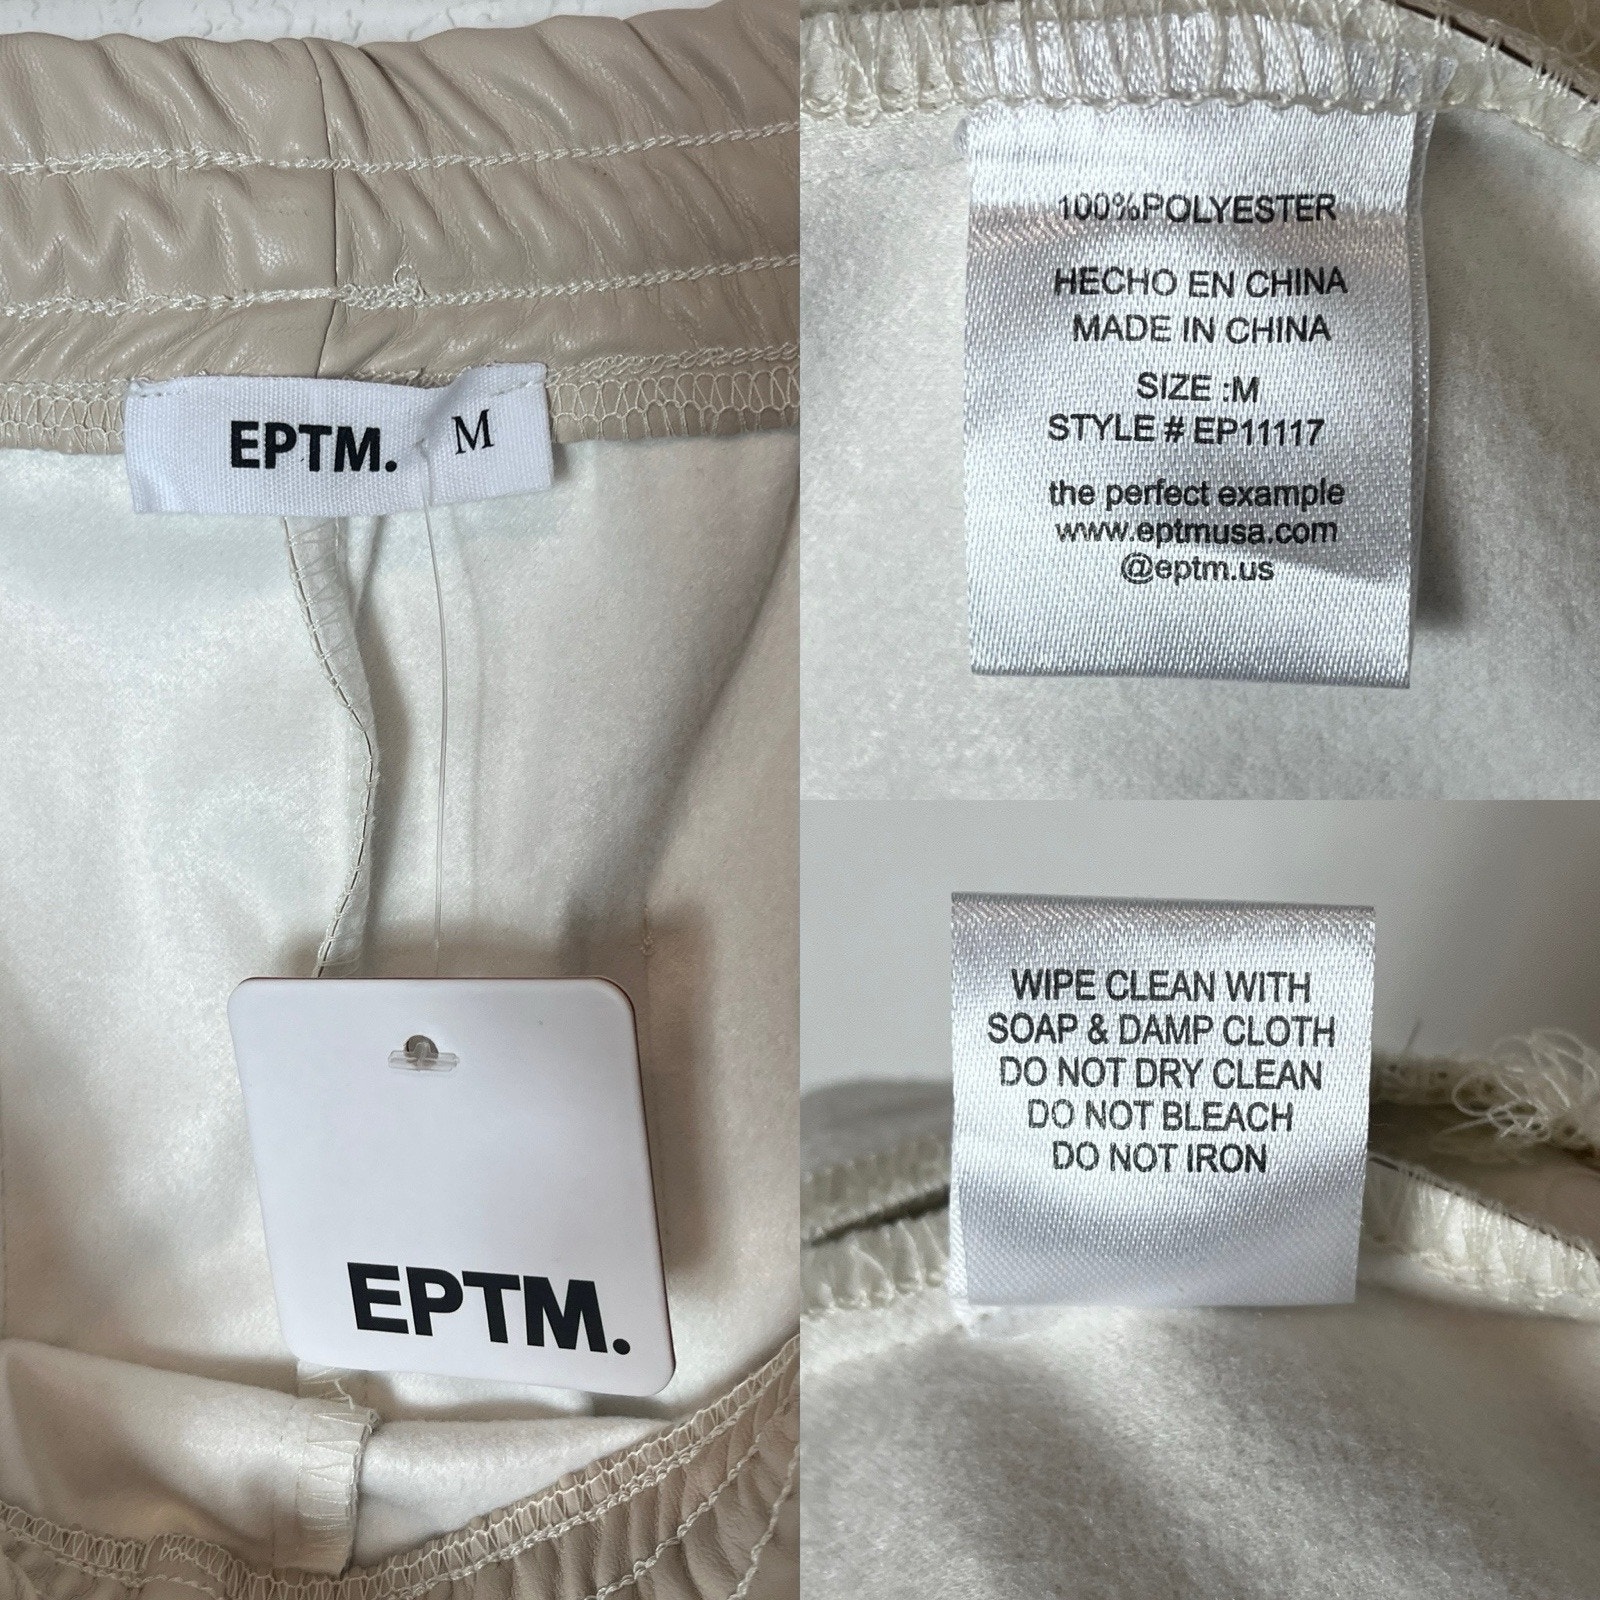 EPTM. M
EPTM.
100%POLYESTER
HECHO EN CHINA
MADE IN CHINA
SIZE :M
STYLE # EP11117
the perfect example
www.eptmusa.com
@eptm.us
WIPE CLEAN WITH
SOAP & DAMP CLOTH
DO NOT DRY CLEAN
DO NOT BLEACH
DO NOT IRON